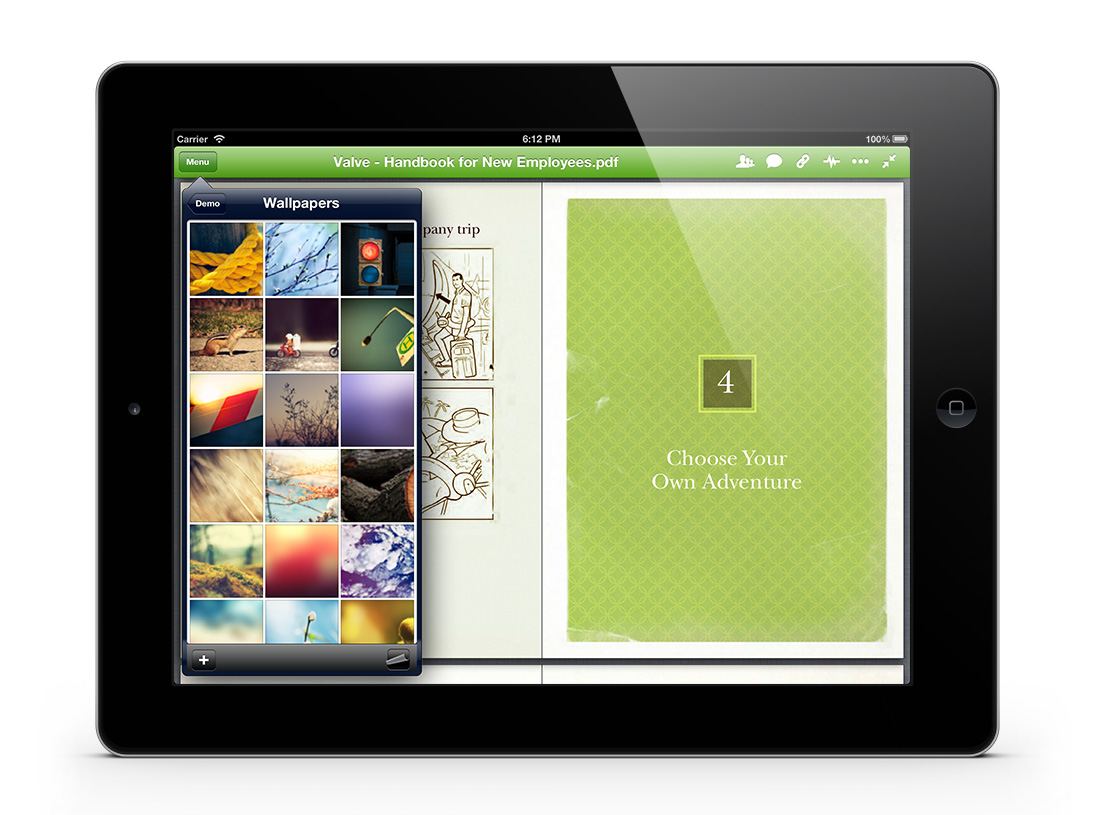 Carrier
6:12 PM
100%
Menu
Valve - Handbook for New Employees.pdf
Demo
Wallpapers
pany trip
4
Choose Your
Own Adventure